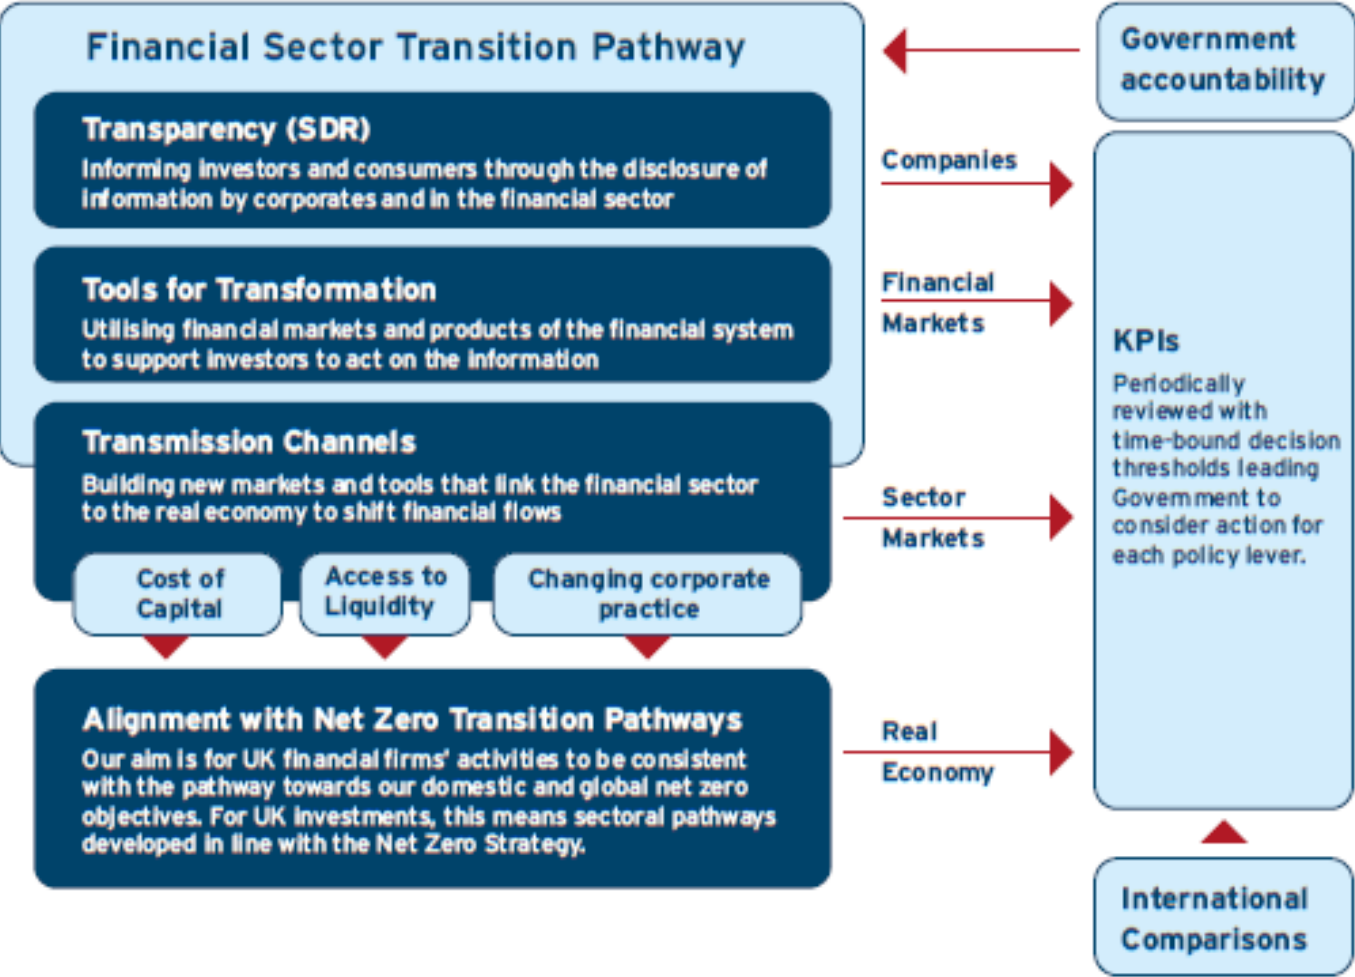 Financial Sector Transition Pathway
Transparency (SDR)
Informing investors and consumers through the disclosure of
information by corporates and in the financial sector
Tools for Transformation
Utilising financial markets and products of the financial system
to support investors to act on the information
Transmission Channels
Building new markets and tools that link the financial sector
to the real economy to shift financial flows
Cost of
Capital
Access to
Liquidity
Changing corporate
practice
Alignment with Net Zero Transition Pathways
Our aim is for UK financial firms' activities to be consistent
with the pathway towards our domestic and global net zero
objectives. For UK investments, this means sectoral pathways
developed in line with the Net Zero Strategy.
Companies
Financial
Markets
Sector
Markets
Real
Economy
Government
accountability
KPIs
Periodically
reviewed with
time-bound decision
thresholds leading
Government to
consider action for
each policy lever.
International
Comparisons